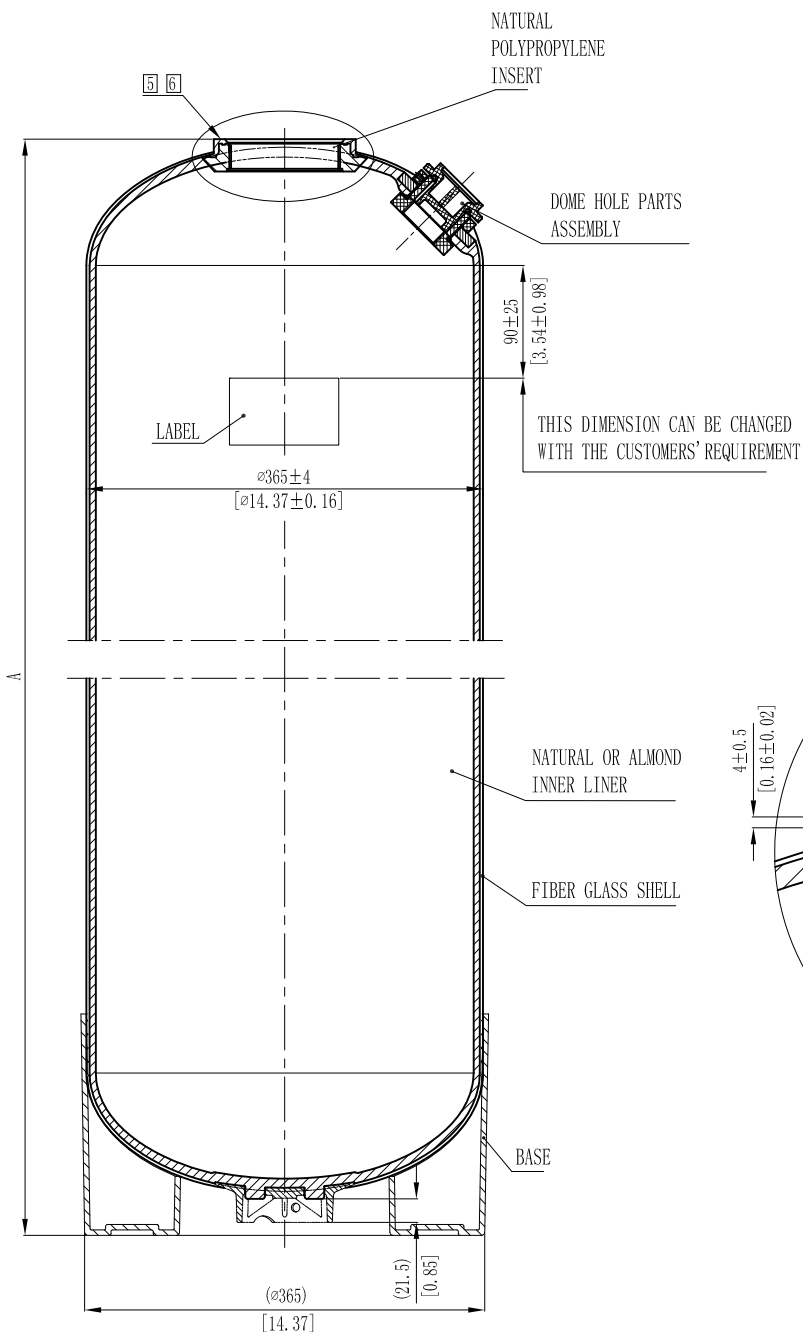 NATURAL
POLYPROPYLENE
INSERT
5 6
DOME HOLE PARTS
ASSEMBLY
90±25
[3.54±0.98]
LABEL
THIS DIMENSION CAN BE CHANGED
WITH THE CUSTOMERS'REQUIREMENT
⌀365±4
[⌀14.37±0.16]
A
4±0.5
[0.16±0.02]
NATURAL OR ALMOND
INNER LINER
FIBER GLASS SHELL
BASE
(21.5)
[0.85]
(⌀365)
[14.37]